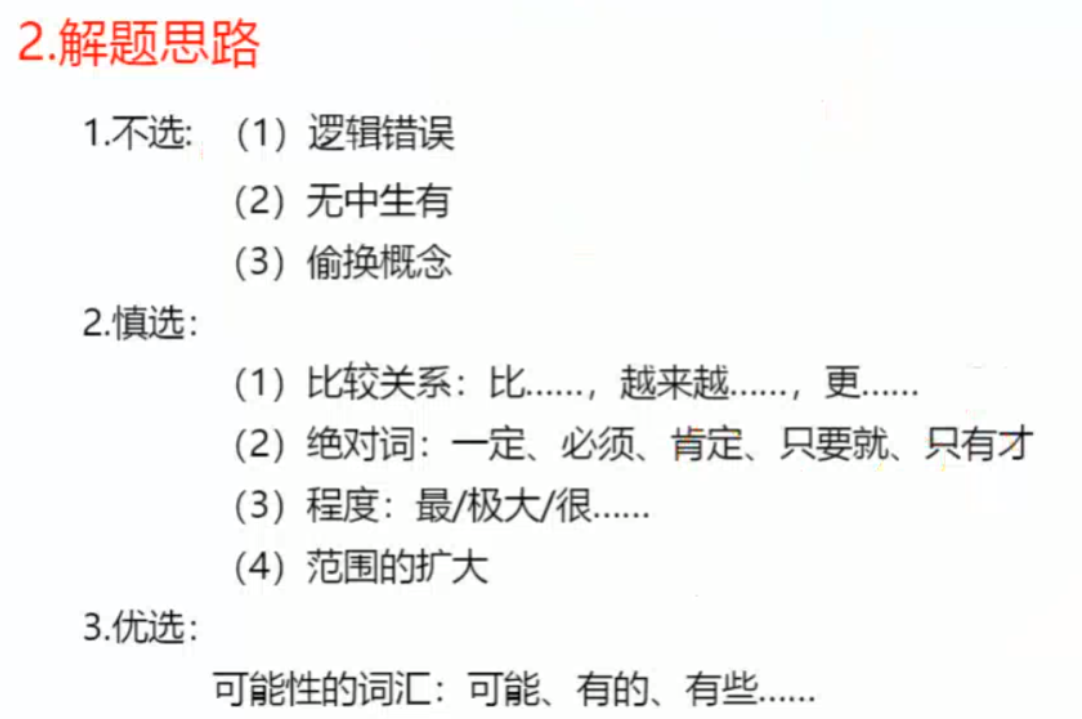 2.解题思路
1.不选:（1）逻辑错误
（2）无中生有
（3）偷换概念
2.慎选：
（1）比较关系：比……，越来越……，更……
（2）绝对词：一定、必须、肯定、只要就、只有才
（3）程度：最/极大/很……
（4）范围的扩大
3.优选：
可能性的词汇：可能、有的、有些……